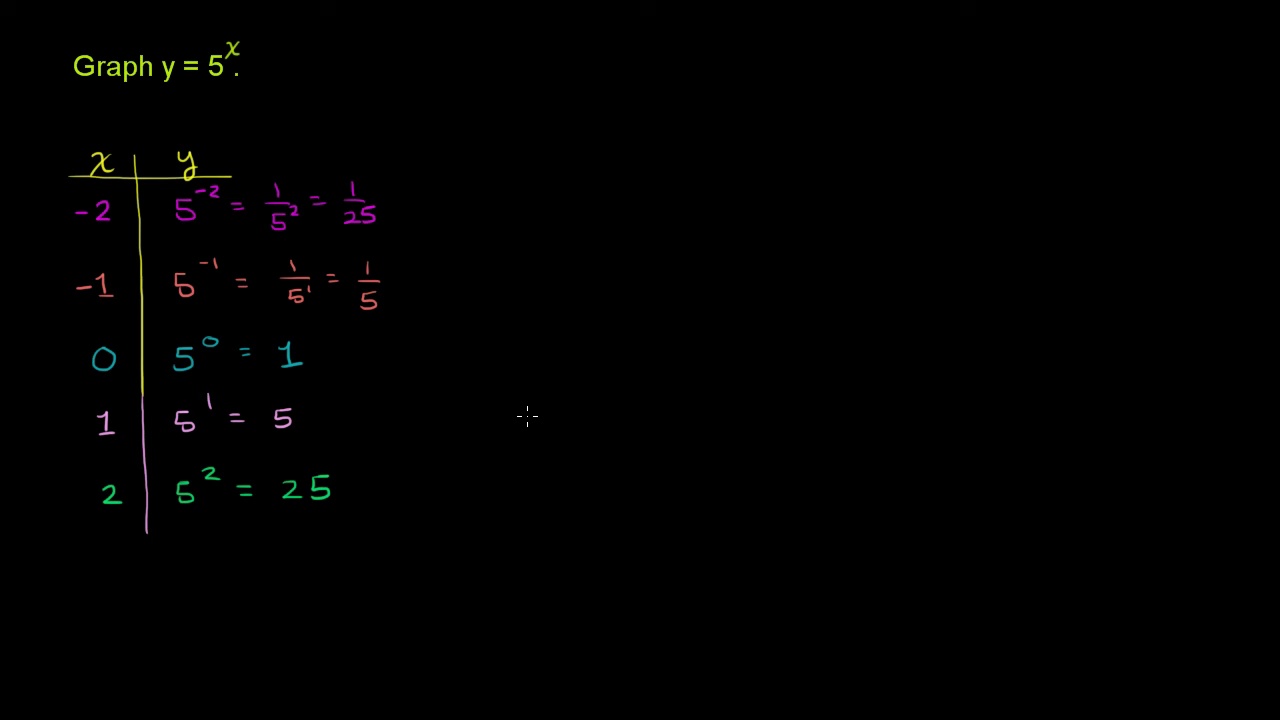 Graph y = 5^x.
x y
-2 5^-2 = 1/5^2 = 1/25
-1 5^-1 = 1/5^1 = 1/5
0 5^0 = 1
1 5^1 = 5
2 5^2 = 25